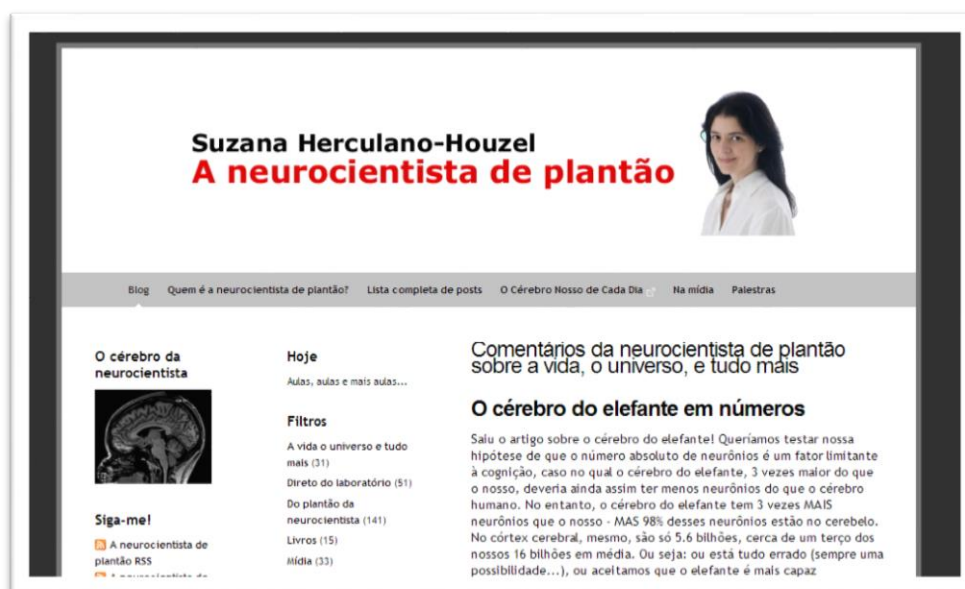 Suzana Herculano-Houzel
A neurocientista de plantão
Blog Quem é a neurocientista de plantão? Lista completa de posts O Cérebro Nosso de Cada Dia Na mídia Palestras
O cérebro da
neurocientista
Siga-me!
A neurocientista de
plantão RSS
Hoje
Aulas, aulas e mais aulas...
Filtros
A vida o universo e tudo
mais (31)
Direto do laboratório (51)
Do plantão da
neurocientista (141)
Livros (15)
Mídia (33)
Comentários da neurocientista de plantão
sobre a vida, o universo, e tudo mais
O cérebro do elefante em números
Saiu o artigo sobre o cérebro do elefante! Queríamos testar nossa
hipótese de que o número absoluto de neurônios é um fator limitante
à cognição, caso no qual o cérebro do elefante, 3 vezes maior do que
o nosso, deveria ainda assim ter menos neurônios do que o cérebro
humano. No entanto, o cérebro do elefante tem 3 vezes MAIS
neurônios que o nosso - MAS 98% desses neurônios estão no cerebelo.
No córtex cerebral, mesmo, são só 5.6 bilhões, cerca de um terço dos
nossos 16 bilhões em média. Ou seja: ou está tudo errado (sempre uma
possibilidade...), ou aceitamos que o elefante é mais capaz